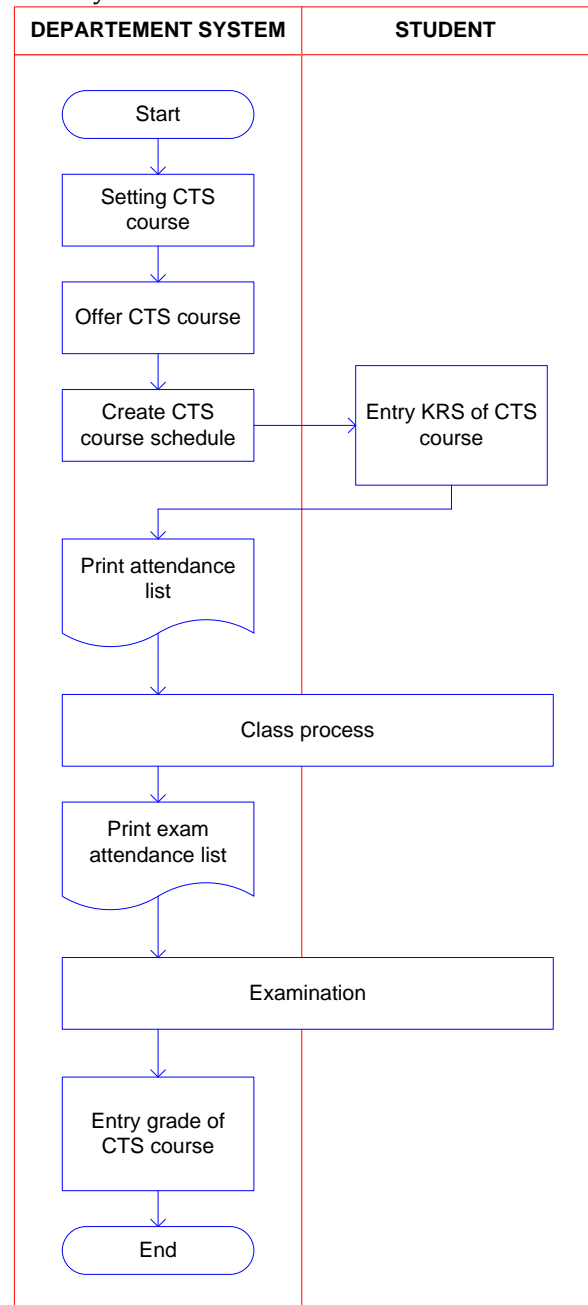 DEPARTEMENT SYSTEM
STUDENT
Start
Setting CTS
course
Offer CTS course
Create CTS
course schedule
Entry KRS of CTS
course
Print attendance
list
Class process
Print exam
attendance list
Examination
Entry grade of
CTS course
End